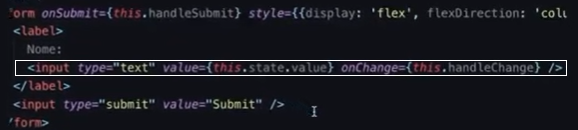 orm onSubmit={this.handleSubmit} style={{display: 'flex', flexDirection: 'colu
<label>
Nome:
<input type="text" value={this.state.value} onChange={this.handleChange} />
</label>
<input type="submit" value="Submit" />
/form>